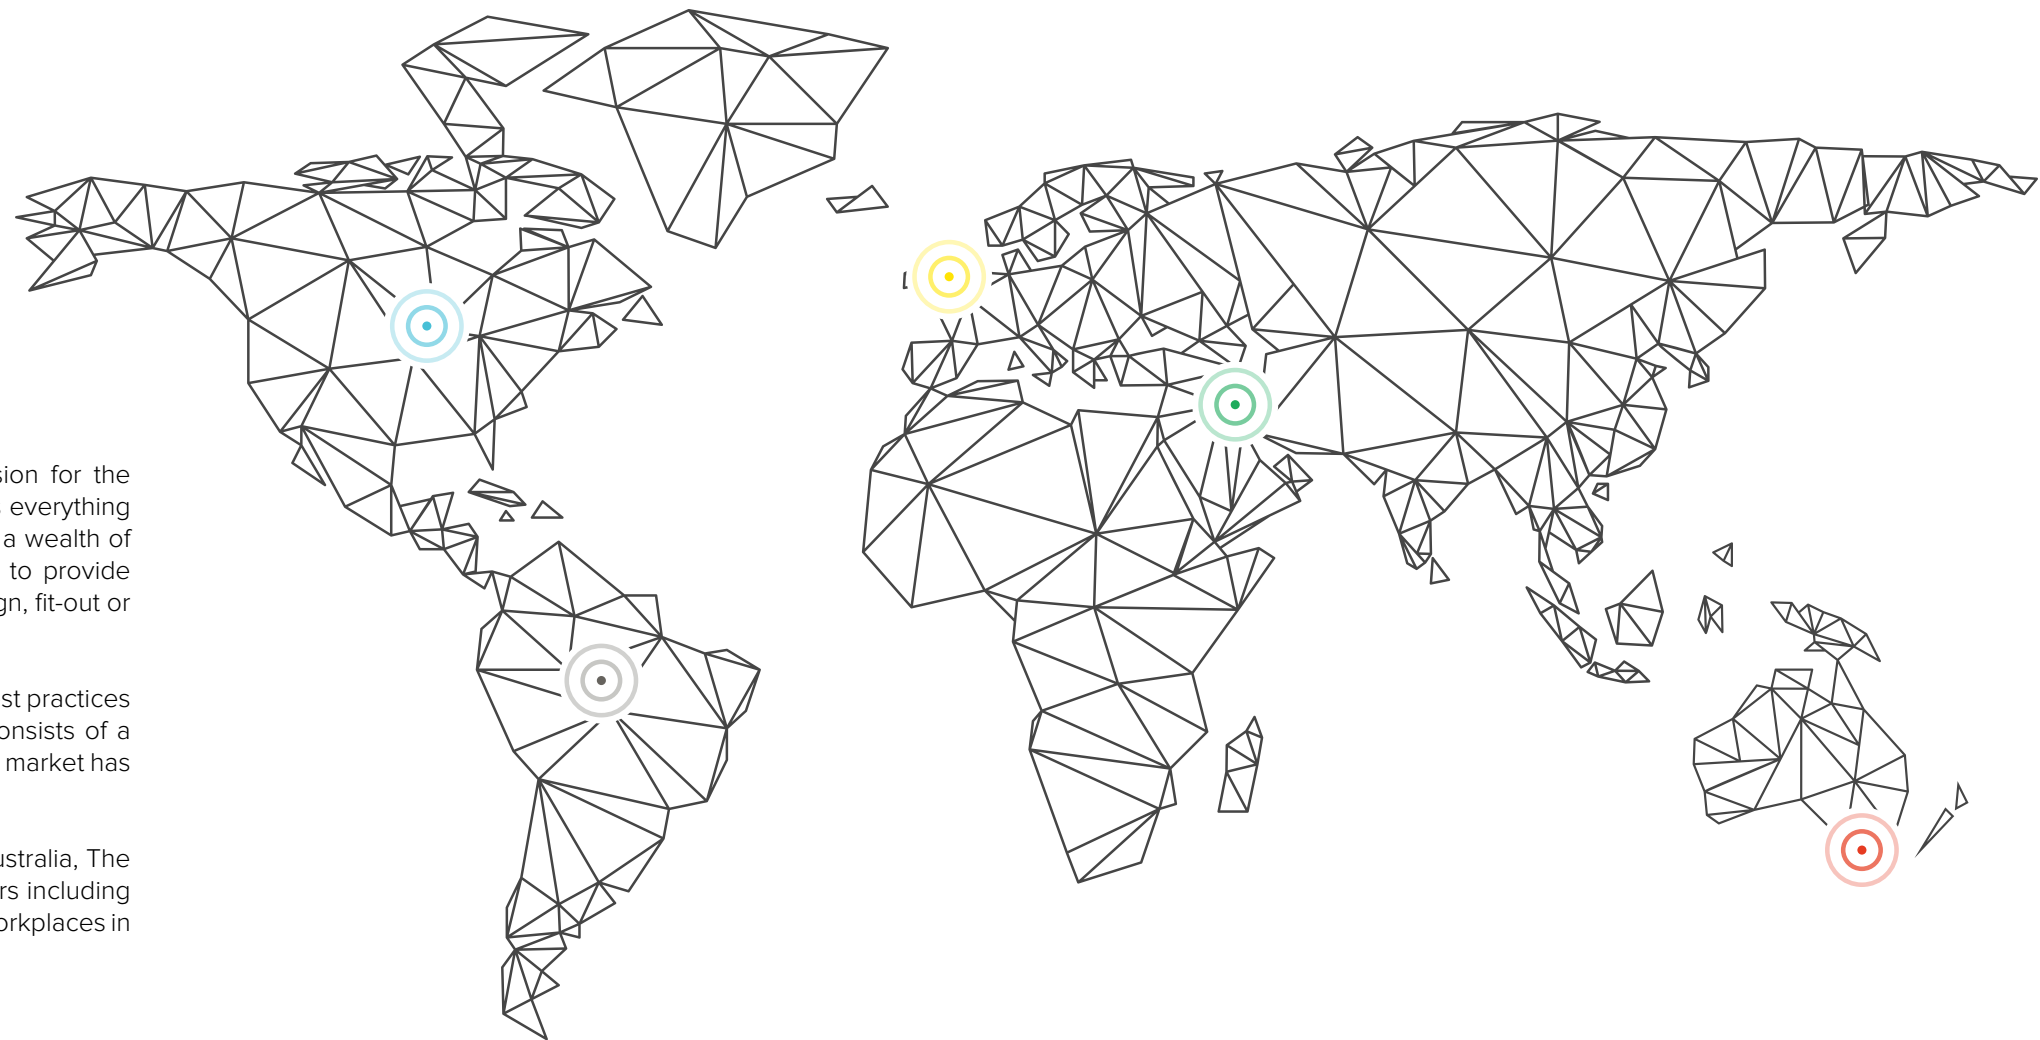 sion for the
everything
a wealth of
to provide
gn, fit-out or
st practices
onsists of a
market has
ustralia, The
rs including
orkplaces in